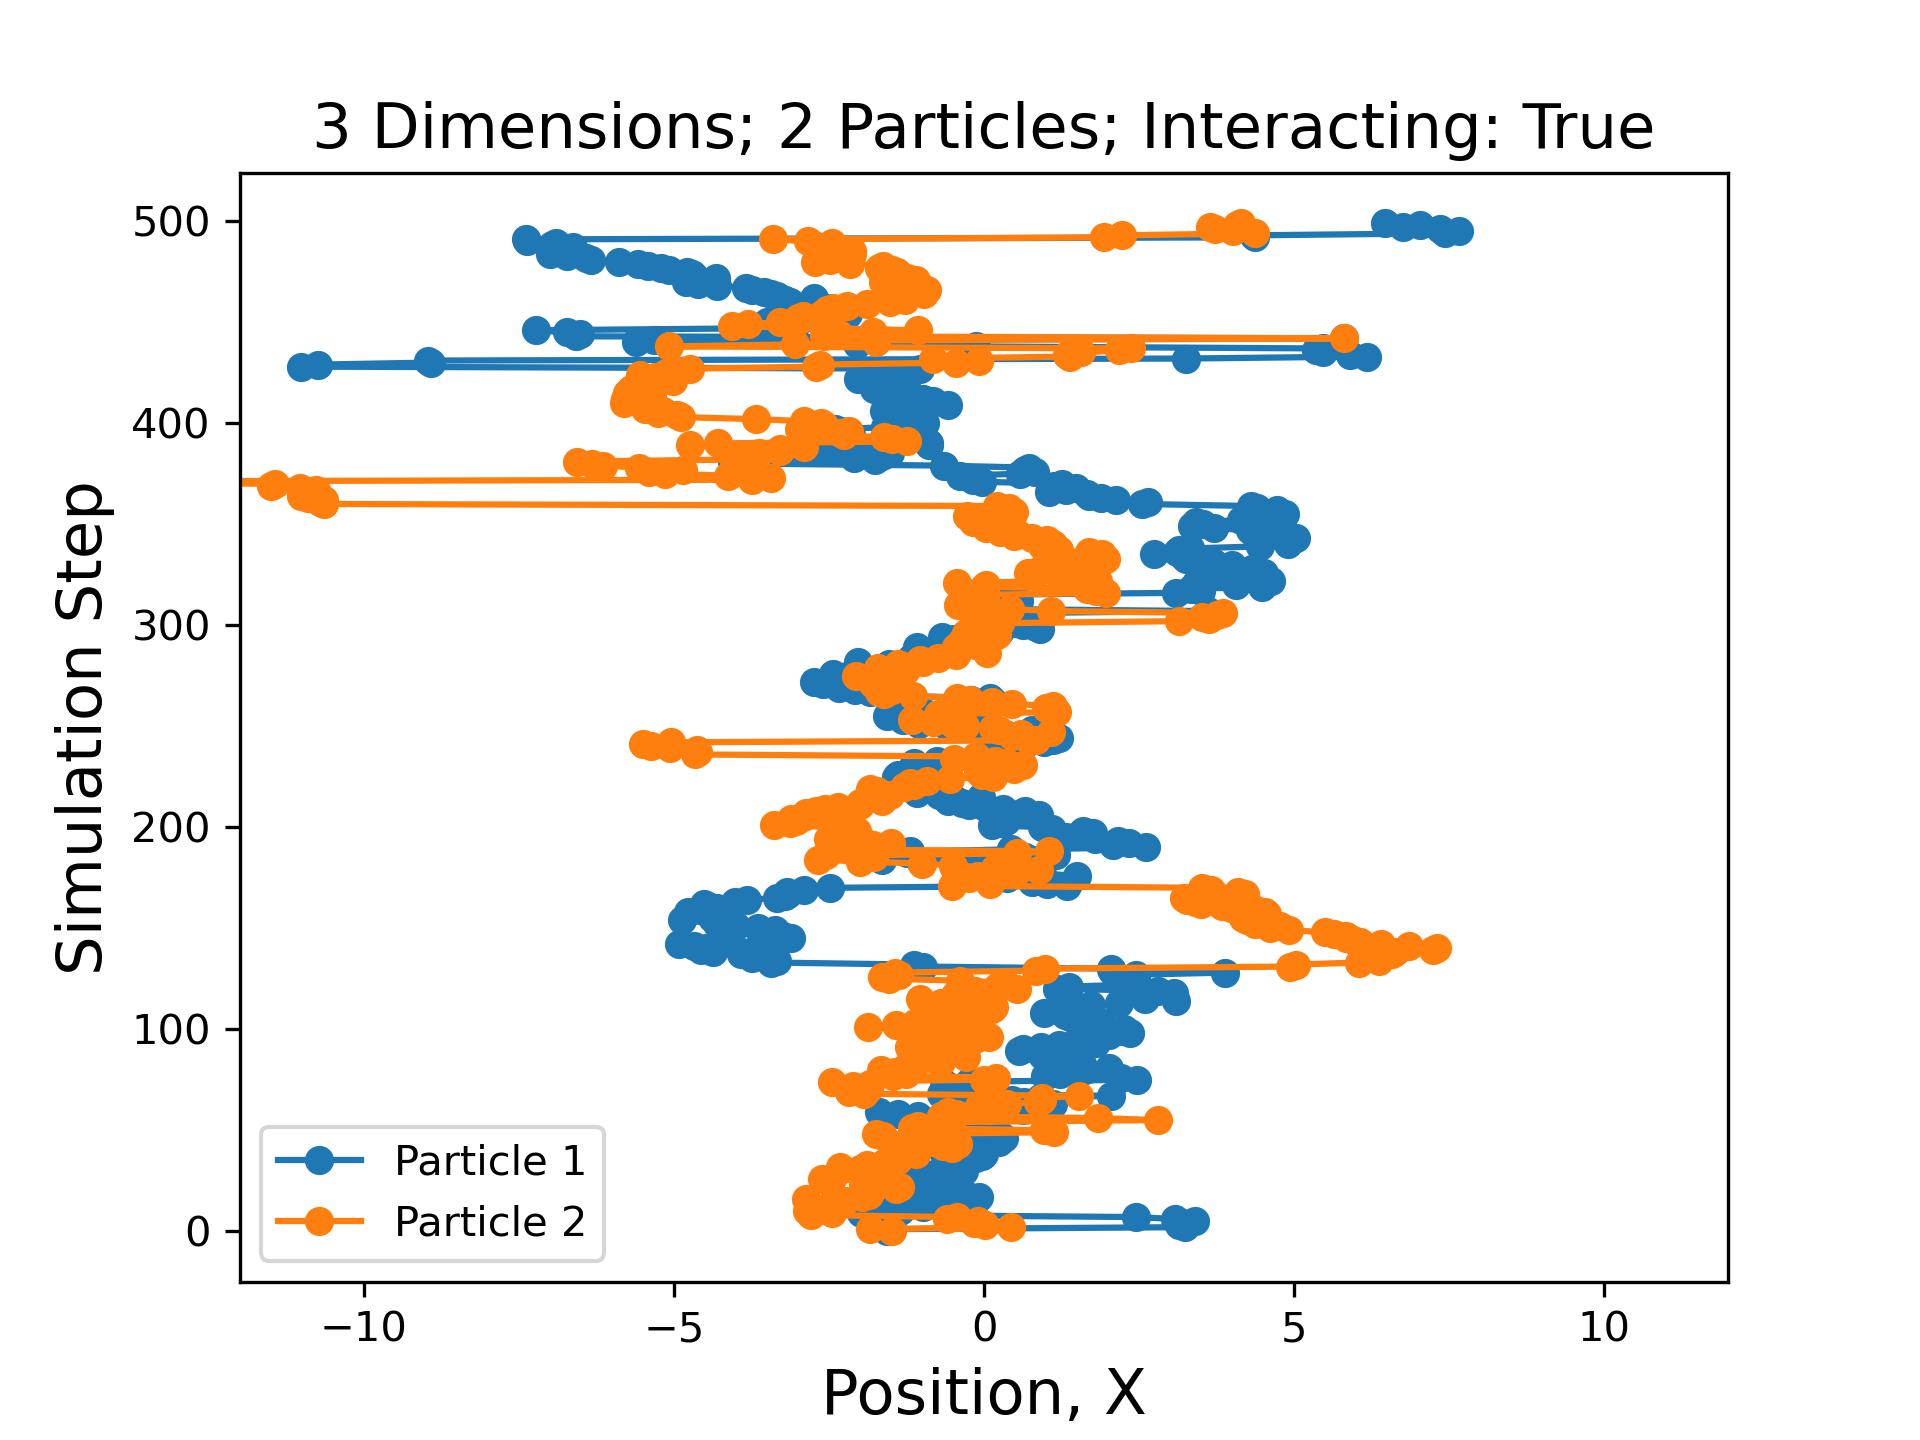 3 Dimensions; 2 Particles; Interacting: True
Simulation Step
500
400
300
200
100
0
Particle 1
Particle 2
−10
−5
0
5
10
Position, X